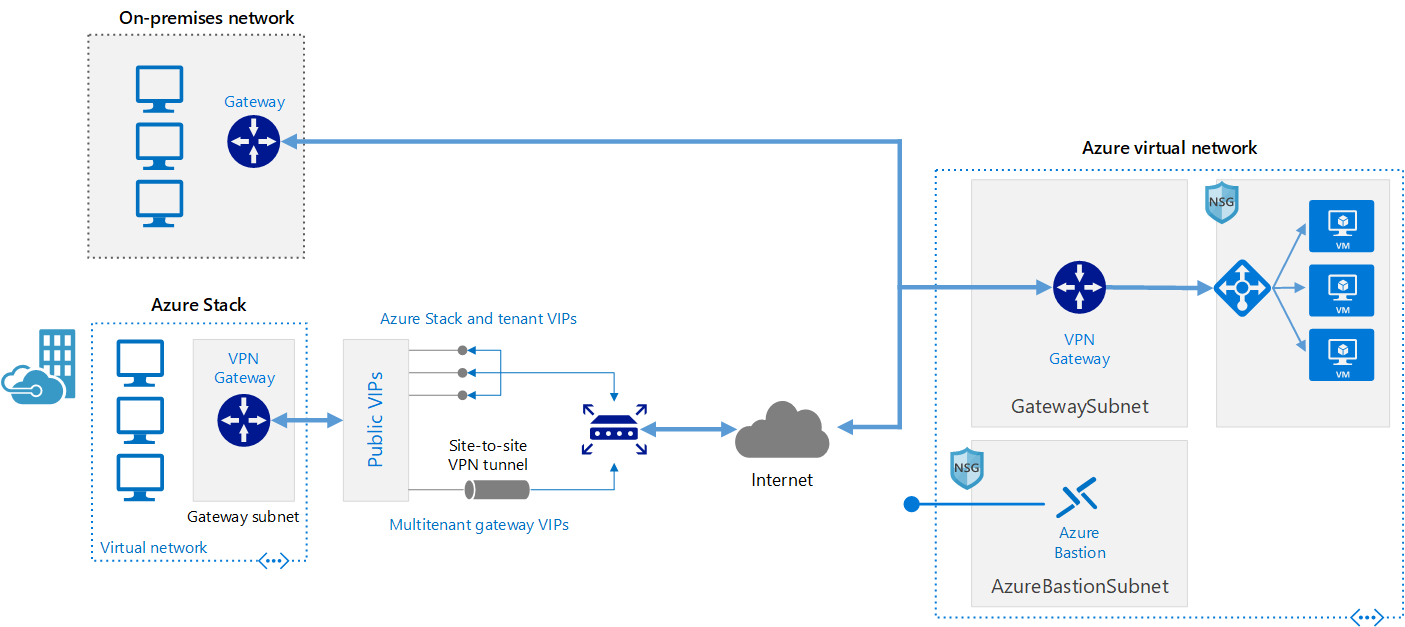 On-premises network
Gateway
Azure virtual network
NSG
VM
VM
VM
VPN
Gateway
GatewaySubnet
Azure Stack
VPN
Gateway
Gateway subnet
Virtual network
Azure Stack and tenant VIPs
Public VIPs
Site-to-site
VPN tunnel
Multitenant gateway VIPs
Internet
NSG
Azure
Bastion
AzureBastionSubnet